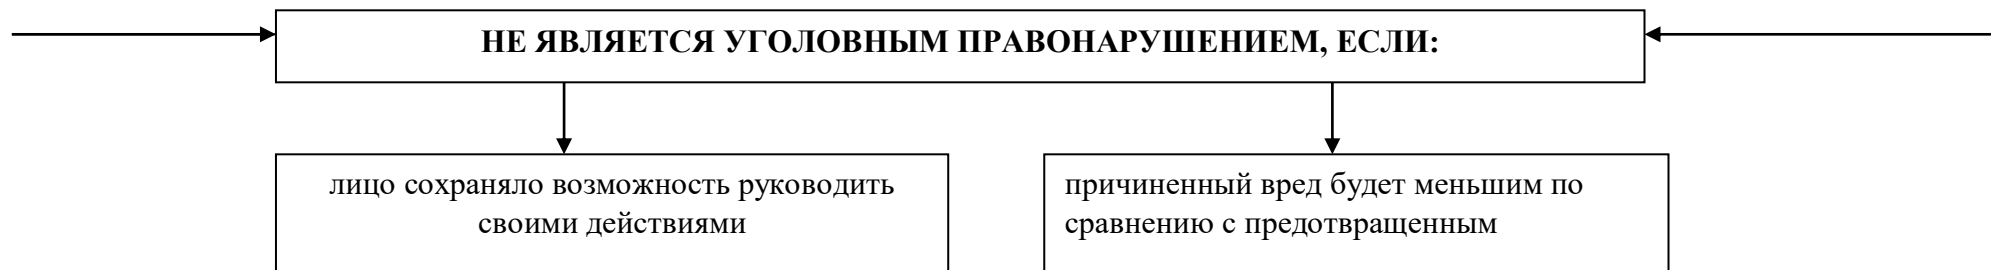 НЕ ЯВЛЯЕТСЯ УГОЛОВНЫМ ПРАВОНАРУШЕНИЕМ, ЕСЛИ:
лицо сохраняло возможность руководить
своими действиями
причиненный вред будет меньшим по
сравнению с предотвращенным